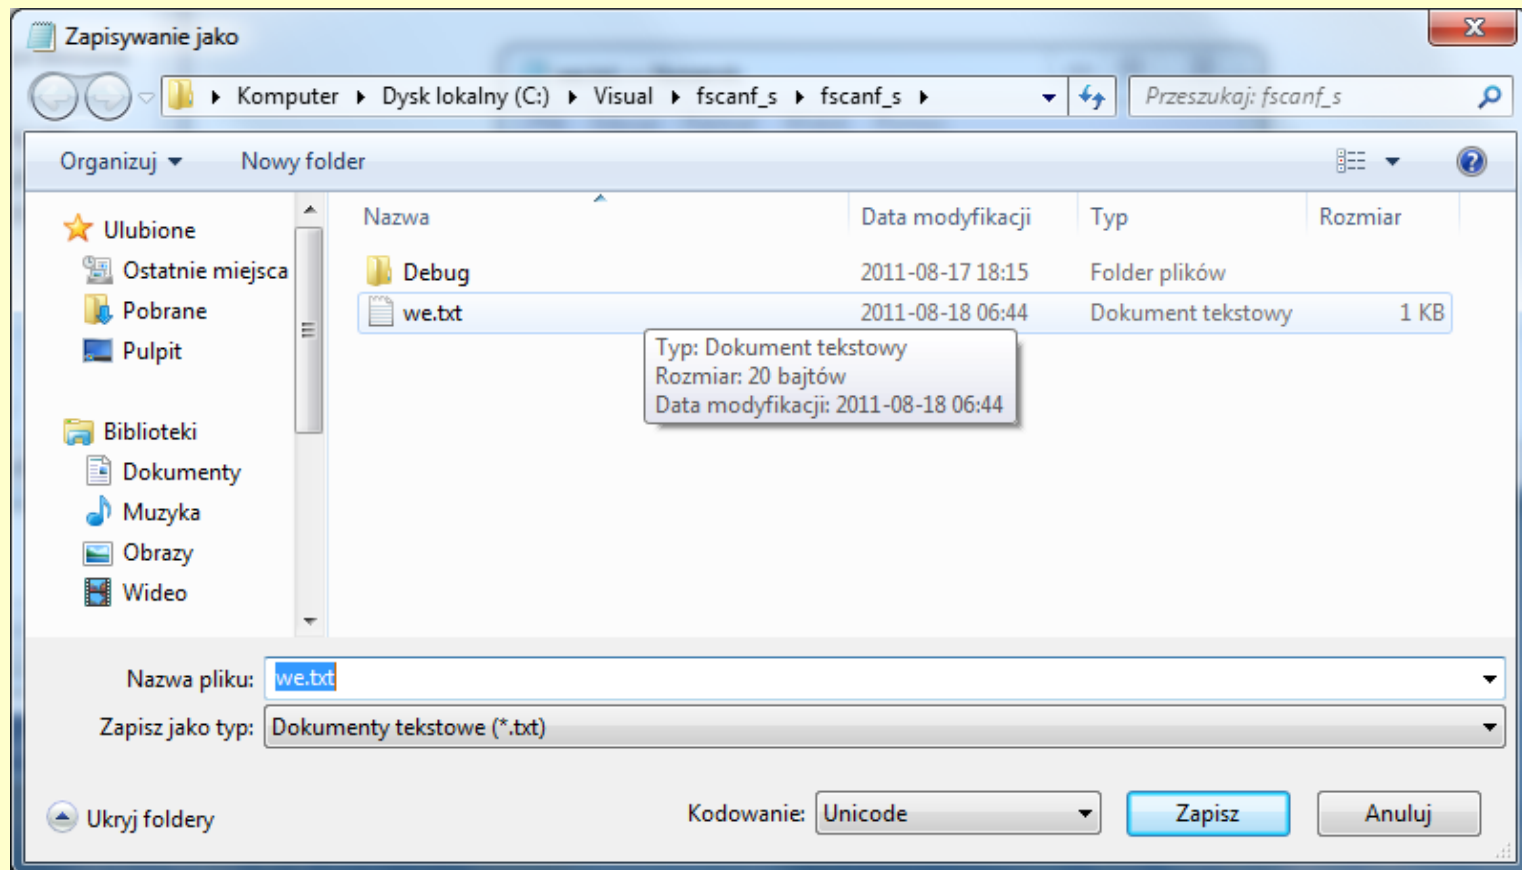 Zapisywanie jako
Komputer Dysk lokalny (C:) Visual fscanf_s fscanf_s Przeszukaj: fscanf_s
Organizuj Nowy folder
Nazwa Data modyfikacji Typ Rozmiar
Debug 2011-08-17 18:15 Folder plików
we.txt 2011-08-18 06:44 Dokument tekstowy 1 KB
Typ: Dokument tekstowy
Rozmiar: 20 bajtów
Data modyfikacji: 2011-08-18 06:44
Ulubione
Ostatnie miejsca
Pobrane
Pulpit
Biblioteki
Dokumenty
Muzyka
Obrazy
Wideo
Nazwa pliku: we.txt
Zapisz jako typ: Dokumenty tekstowe (*.txt)
Ukryj foldery Kodowanie: Unicode Zapisz Anuluj